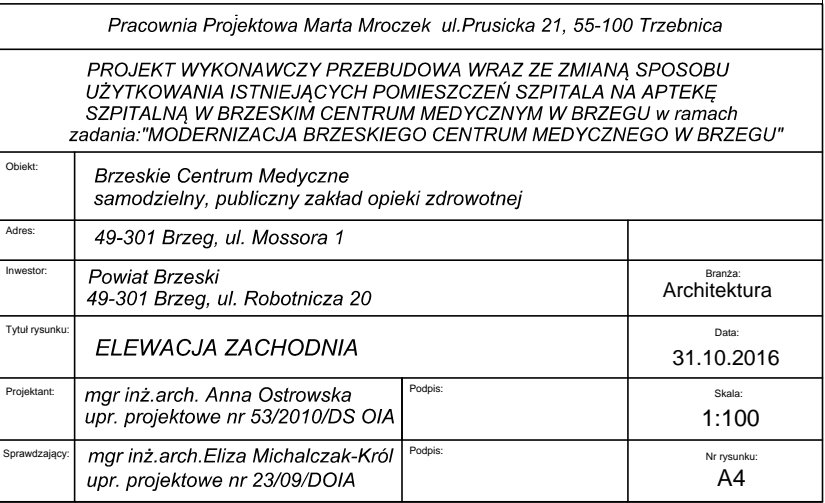 Pracownia Projektowa Marta Mroczek ul.Prusicka 21, 55-100 Trzebnica
PROJEKT WYKONAWCZY PRZEBUDOWA WRAZ ZE ZMIANĄ SPOSOBU
UŻYTKOWANIA ISTNIEJĄCYCH POMIESZCZEŃ SZPITALA NA APTEKĘ
SZPITALNĄ W BRZESKIM CENTRUM MEDYCZNYM W BRZEGU w ramach
zadania:"MODERNIZACJA BRZESKIEGO CENTRUM MEDYCZNEGO W BRZEGU"
Obiekt:
Brzeskie Centrum Medyczne
samodzielny, publiczny zakład opieki zdrowotnej
Adres:
49-301 Brzeg, ul. Mossora 1
Inwestor:
Powiat Brzeski
49-301 Brzeg, ul. Robotnicza 20
Branża:
Architektura
Tytuł rysunku:
ELEWACJA ZACHODNIA
Data:
31.10.2016
Projektant:
mgr inż.arch. Anna Ostrowska
upr. projektowe nr 53/2010/DS OIA
Podpis:
Skala:
1:100
Sprawdzający:
mgr inż.arch.Eliza Michalczak-Król
upr. projektowe nr 23/09/DOIA
Podpis:
Nr rysunku:
A4